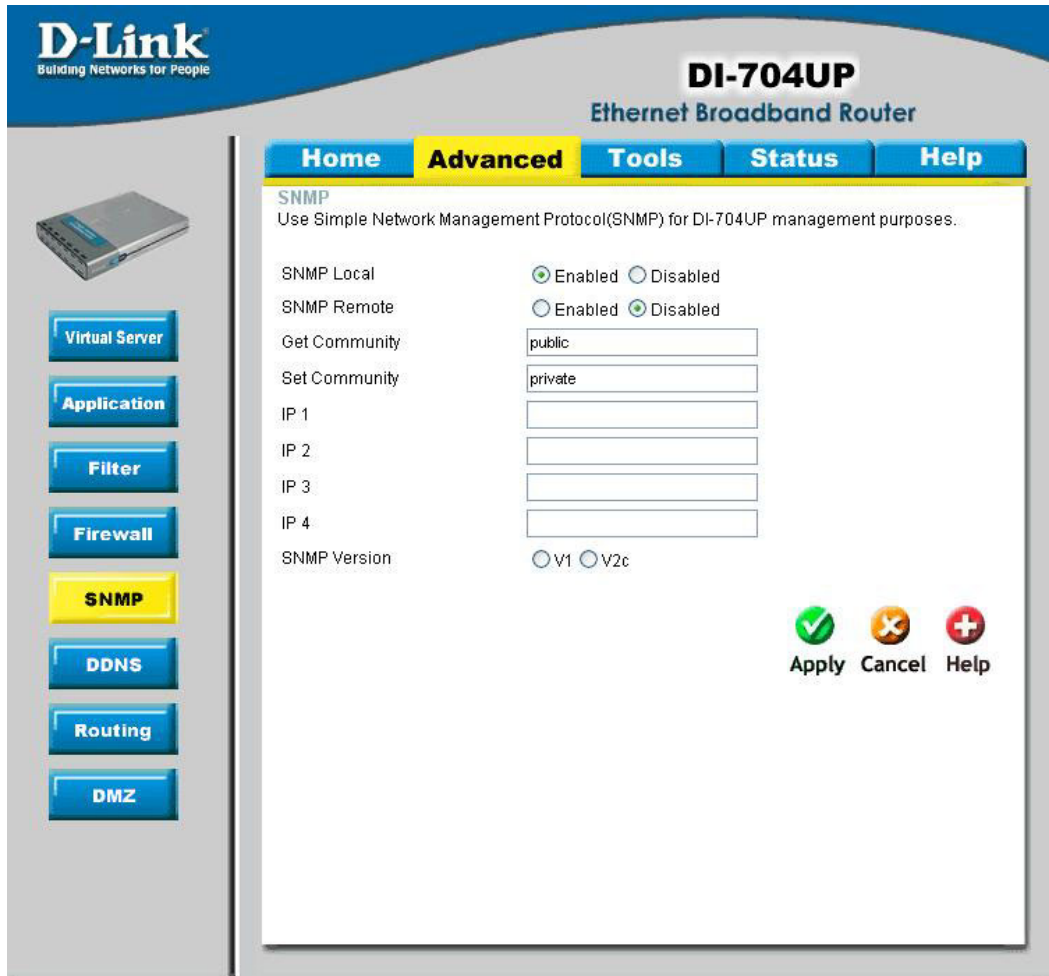 D-Link
Building Networks for People
DI-704UP
Ethernet Broadband Router
Home Advanced Tools Status Help
SNMP
Use Simple Network Management Protocol(SNMP) for DI-704UP management purposes.
SNMP Local Enabled Disabled
SNMP Remote Enabled Disabled
Get Community public
Set Community private
IP 1
IP 2
IP 3
IP 4
SNMP Version V1 V2c
Apply Cancel Help
Virtual Server
Application
Filter
Firewall
SNMP
DDNS
Routing
DMZ